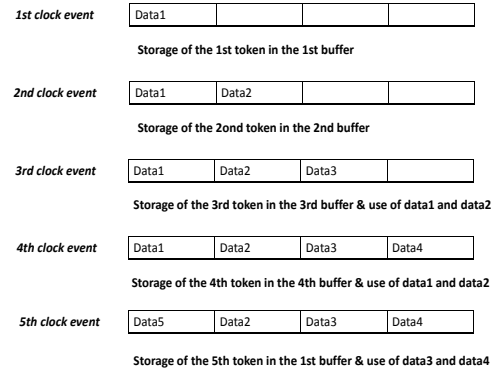 1st clock event Data1
Storage of the 1st token in the 1st buffer
2nd clock event Data1 Data2
Storage of the 2ond token in the 2nd buffer
3rd clock event Data1 Data2 Data3
Storage of the 3rd token in the 3rd buffer & use of data1 and data2
4th clock event Data1 Data2 Data3 Data4
Storage of the 4th token in the 4th buffer & use of data1 and data2
5th clock event Data5 Data2 Data3 Data4
Storage of the 5th token in the 1st buffer & use of data3 and data4